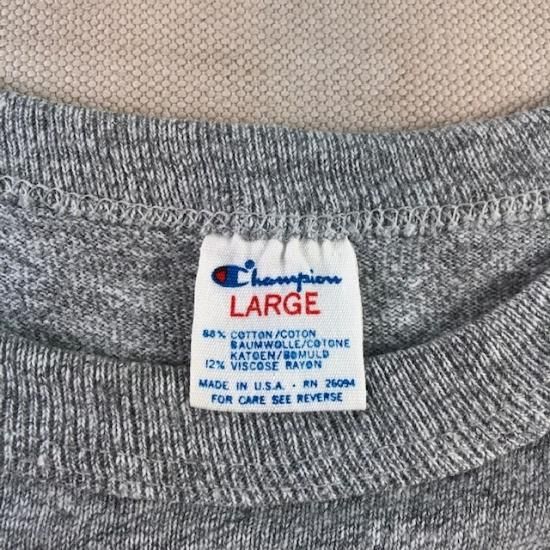 Champion
LARGE
88% COTTON/COTON
BAUMWOLLE/COTONE
KATOEN/BOMULD
12% VISCOSE RAYON
MADE IN U.S.A. · RN 26094
FOR CARE SEE REVERSE